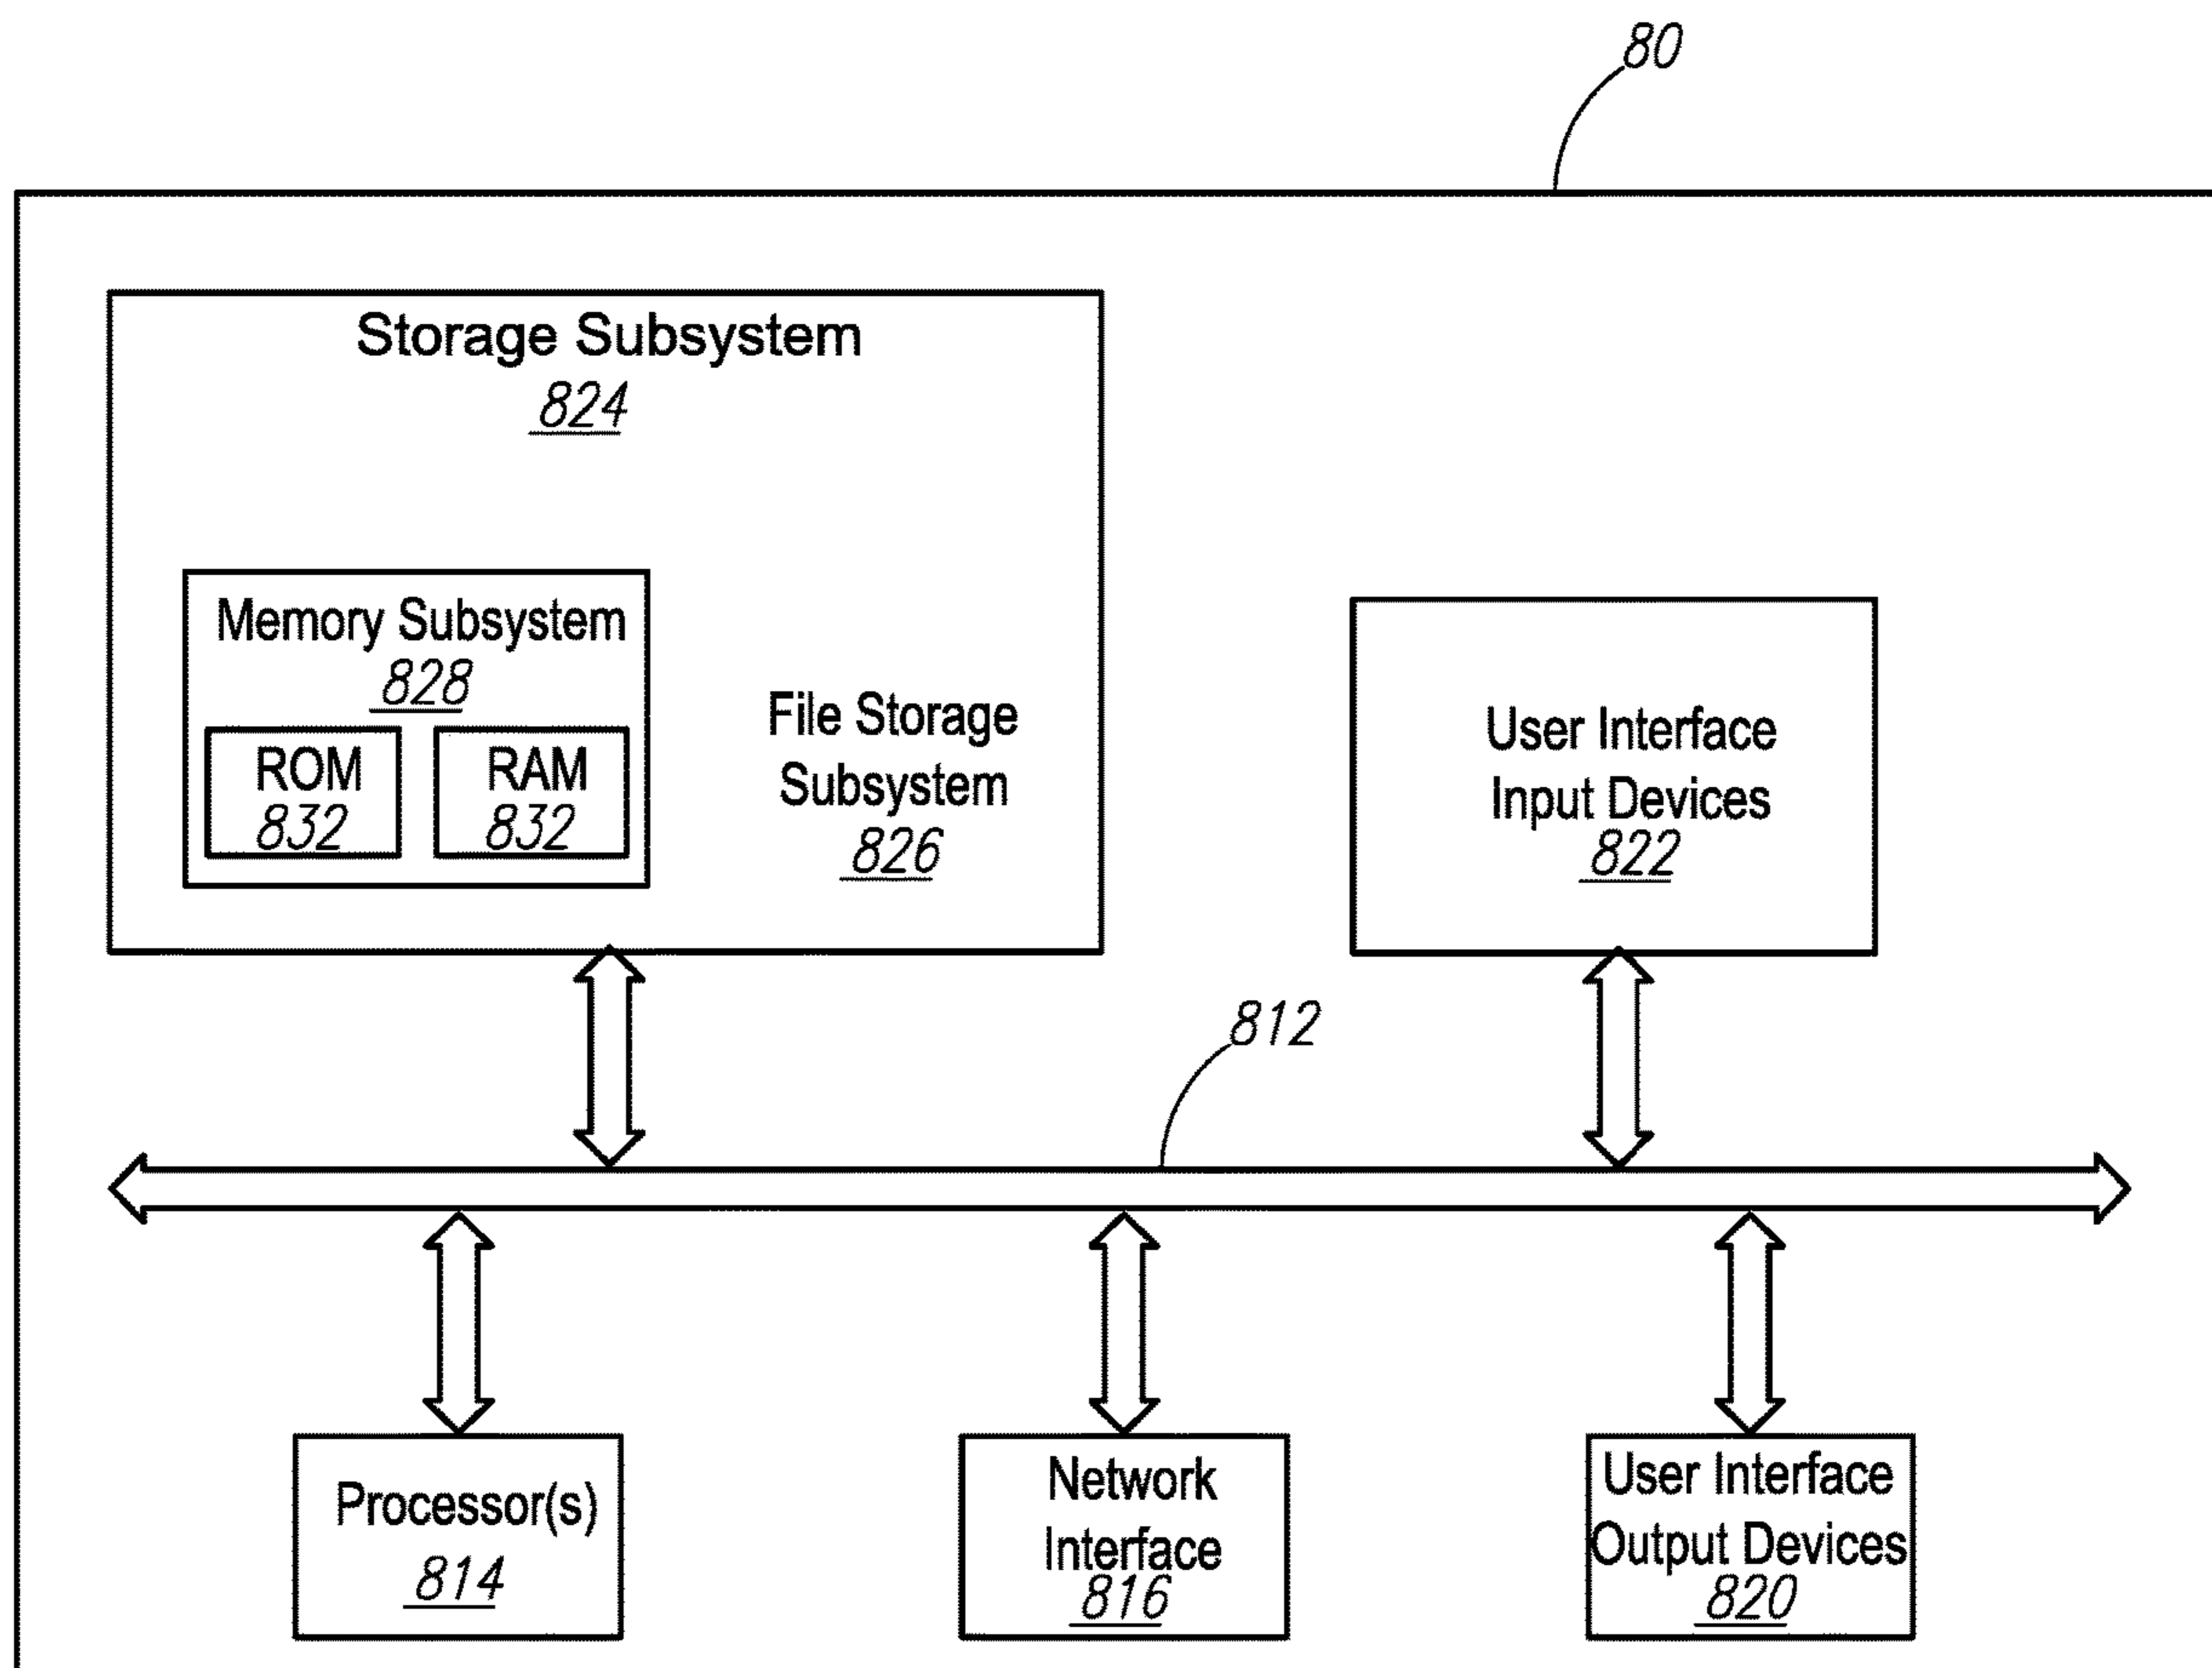 80
Storage Subsystem
824
Memory Subsystem
828
ROM
832
RAM
832
File Storage
Subsystem
826
User Interface
Input Devices
822
812
Processor(s)
814
Network
Interface
816
User Interface
Output Devices
820